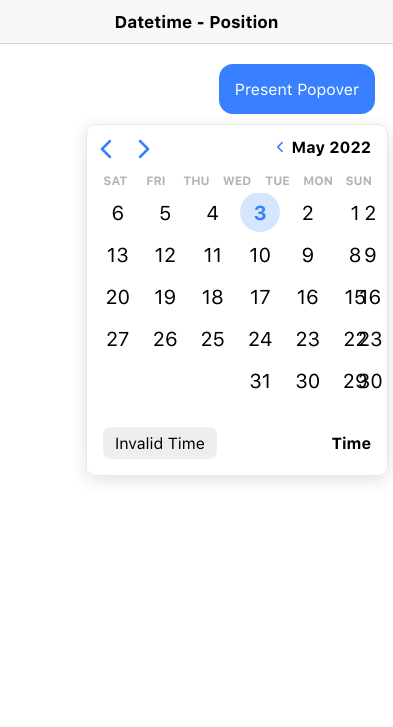 Datetime - Position
Present Popover
May 2022
SAT FRI THU WED TUE MON SUN
6 5 4 3 2 1 2
13 12 11 10 9 8 9
20 19 18 17 16 15 16
27 26 25 24 23 22 23
31 30 29 30
Invalid Time Time